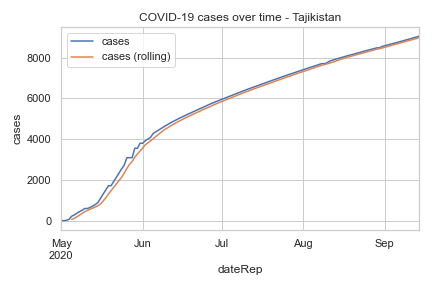 COVID-19 cases over time - Tajikistan
cases
cases (rolling)
8000
6000
4000
2000
0
cases
May Jun Jul Aug Sep
2020
dateRep